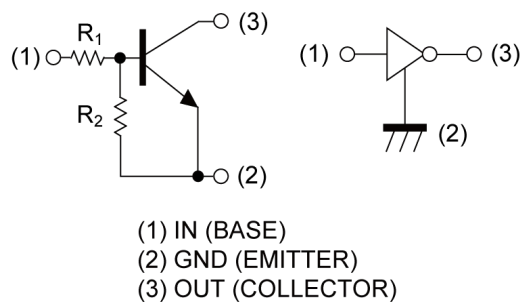 (3)
R1
(1)
R2
(2)
(1)
(3)
(2)
(1) IN (BASE)
(2) GND (EMITTER)
(3) OUT (COLLECTOR)